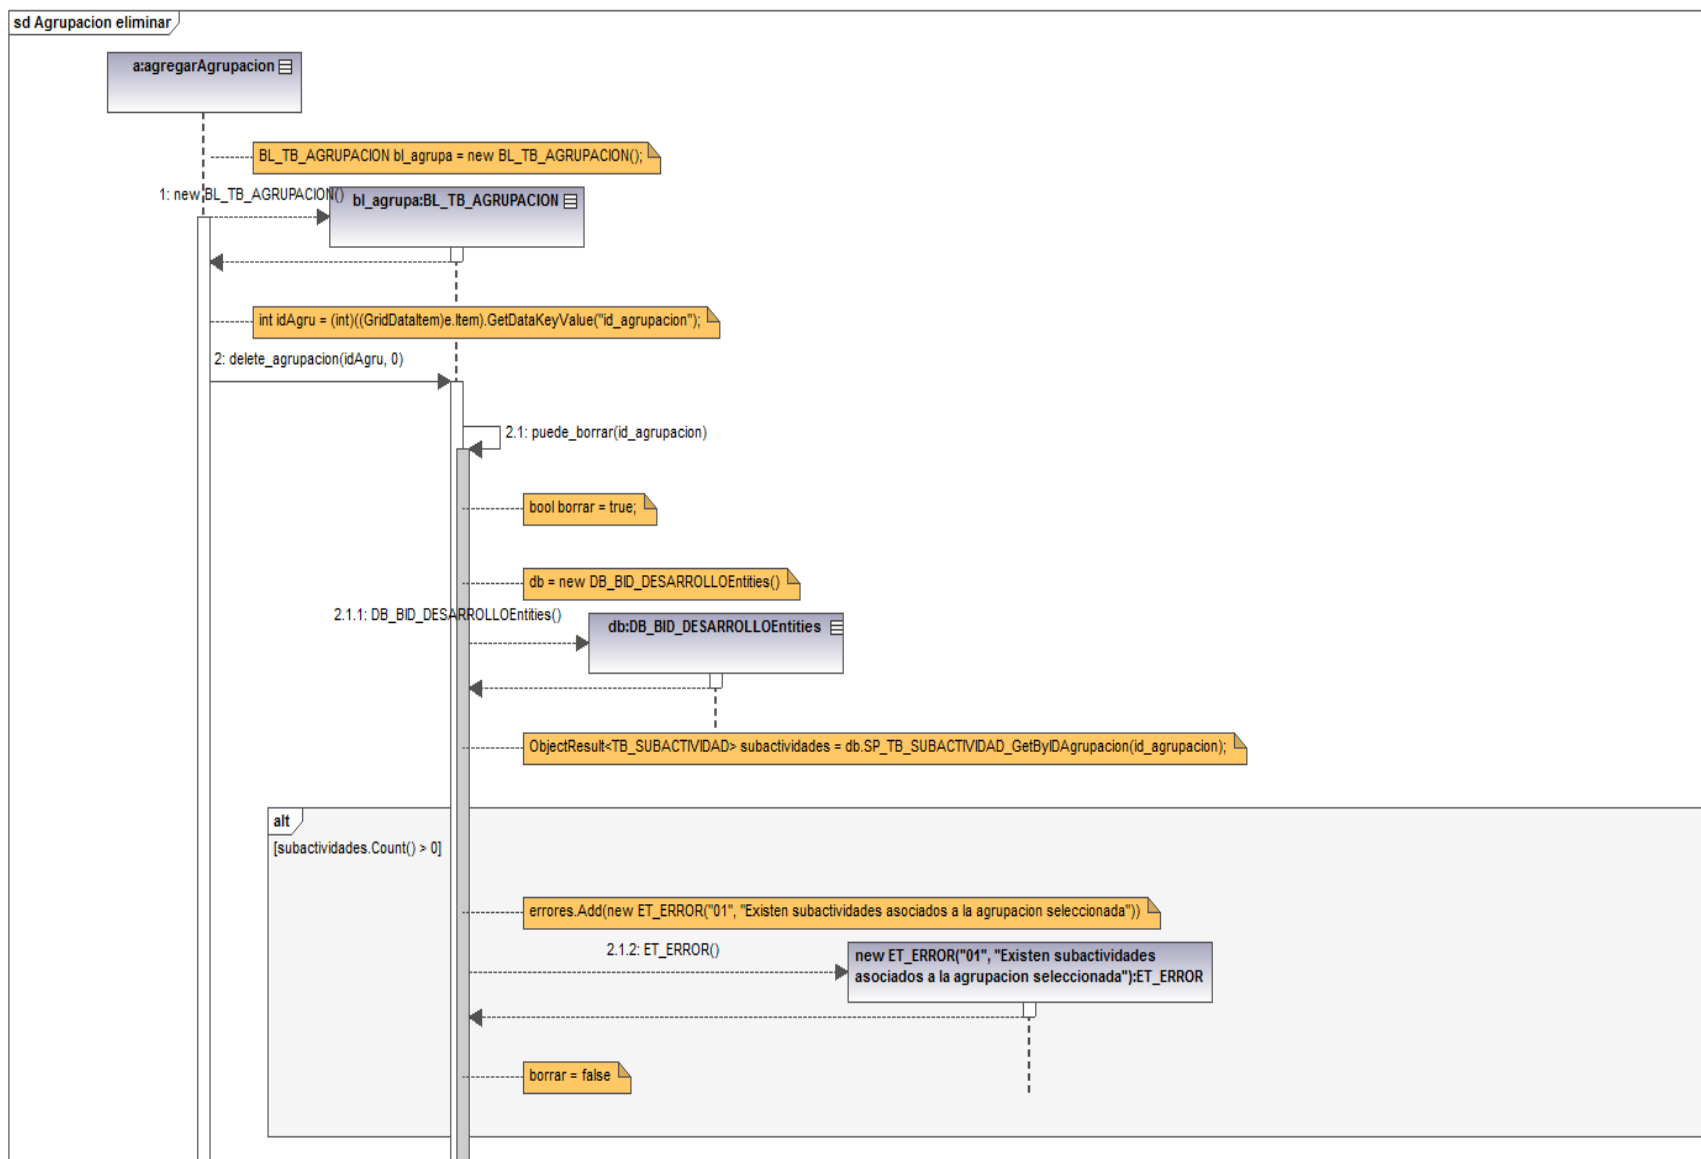 sd Agrupacion eliminar
a:agregarAgrupacion
BL_TB_AGRUPACION bl_agrupa = new BL_TB_AGRUPACION();
1: new BL_TB_AGRUPACION()
bl_agrupa:BL_TB_AGRUPACION
int idAgru = (int)((GridDataItem)e.Item).GetDataKeyValue("id_agrupacion");
2: delete_agrupacion(idAgru, 0)
2.1: puede_borrar(id_agrupacion)
bool borrar = true;
db = new DB_BID_DESARROLLOEntities()
2.1.1: DB_BID_DESARROLLOEntities()
db:DB_BID_DESARROLLOEntities
ObjectResult<TB_SUBACTIVIDAD> subactividades = db.SP_TB_SUBACTIVIDAD_GetByIDAgrupacion(id_agrupacion);
alt
[subactividades.Count() > 0]
errores.Add(new ET_ERROR("01", "Existen subactividades asociados a la agrupacion seleccionada"))
2.1.2: ET_ERROR()
new ET_ERROR("01", "Existen subactividades
asociados a la agrupacion seleccionada"):ET_ERROR
borrar = false